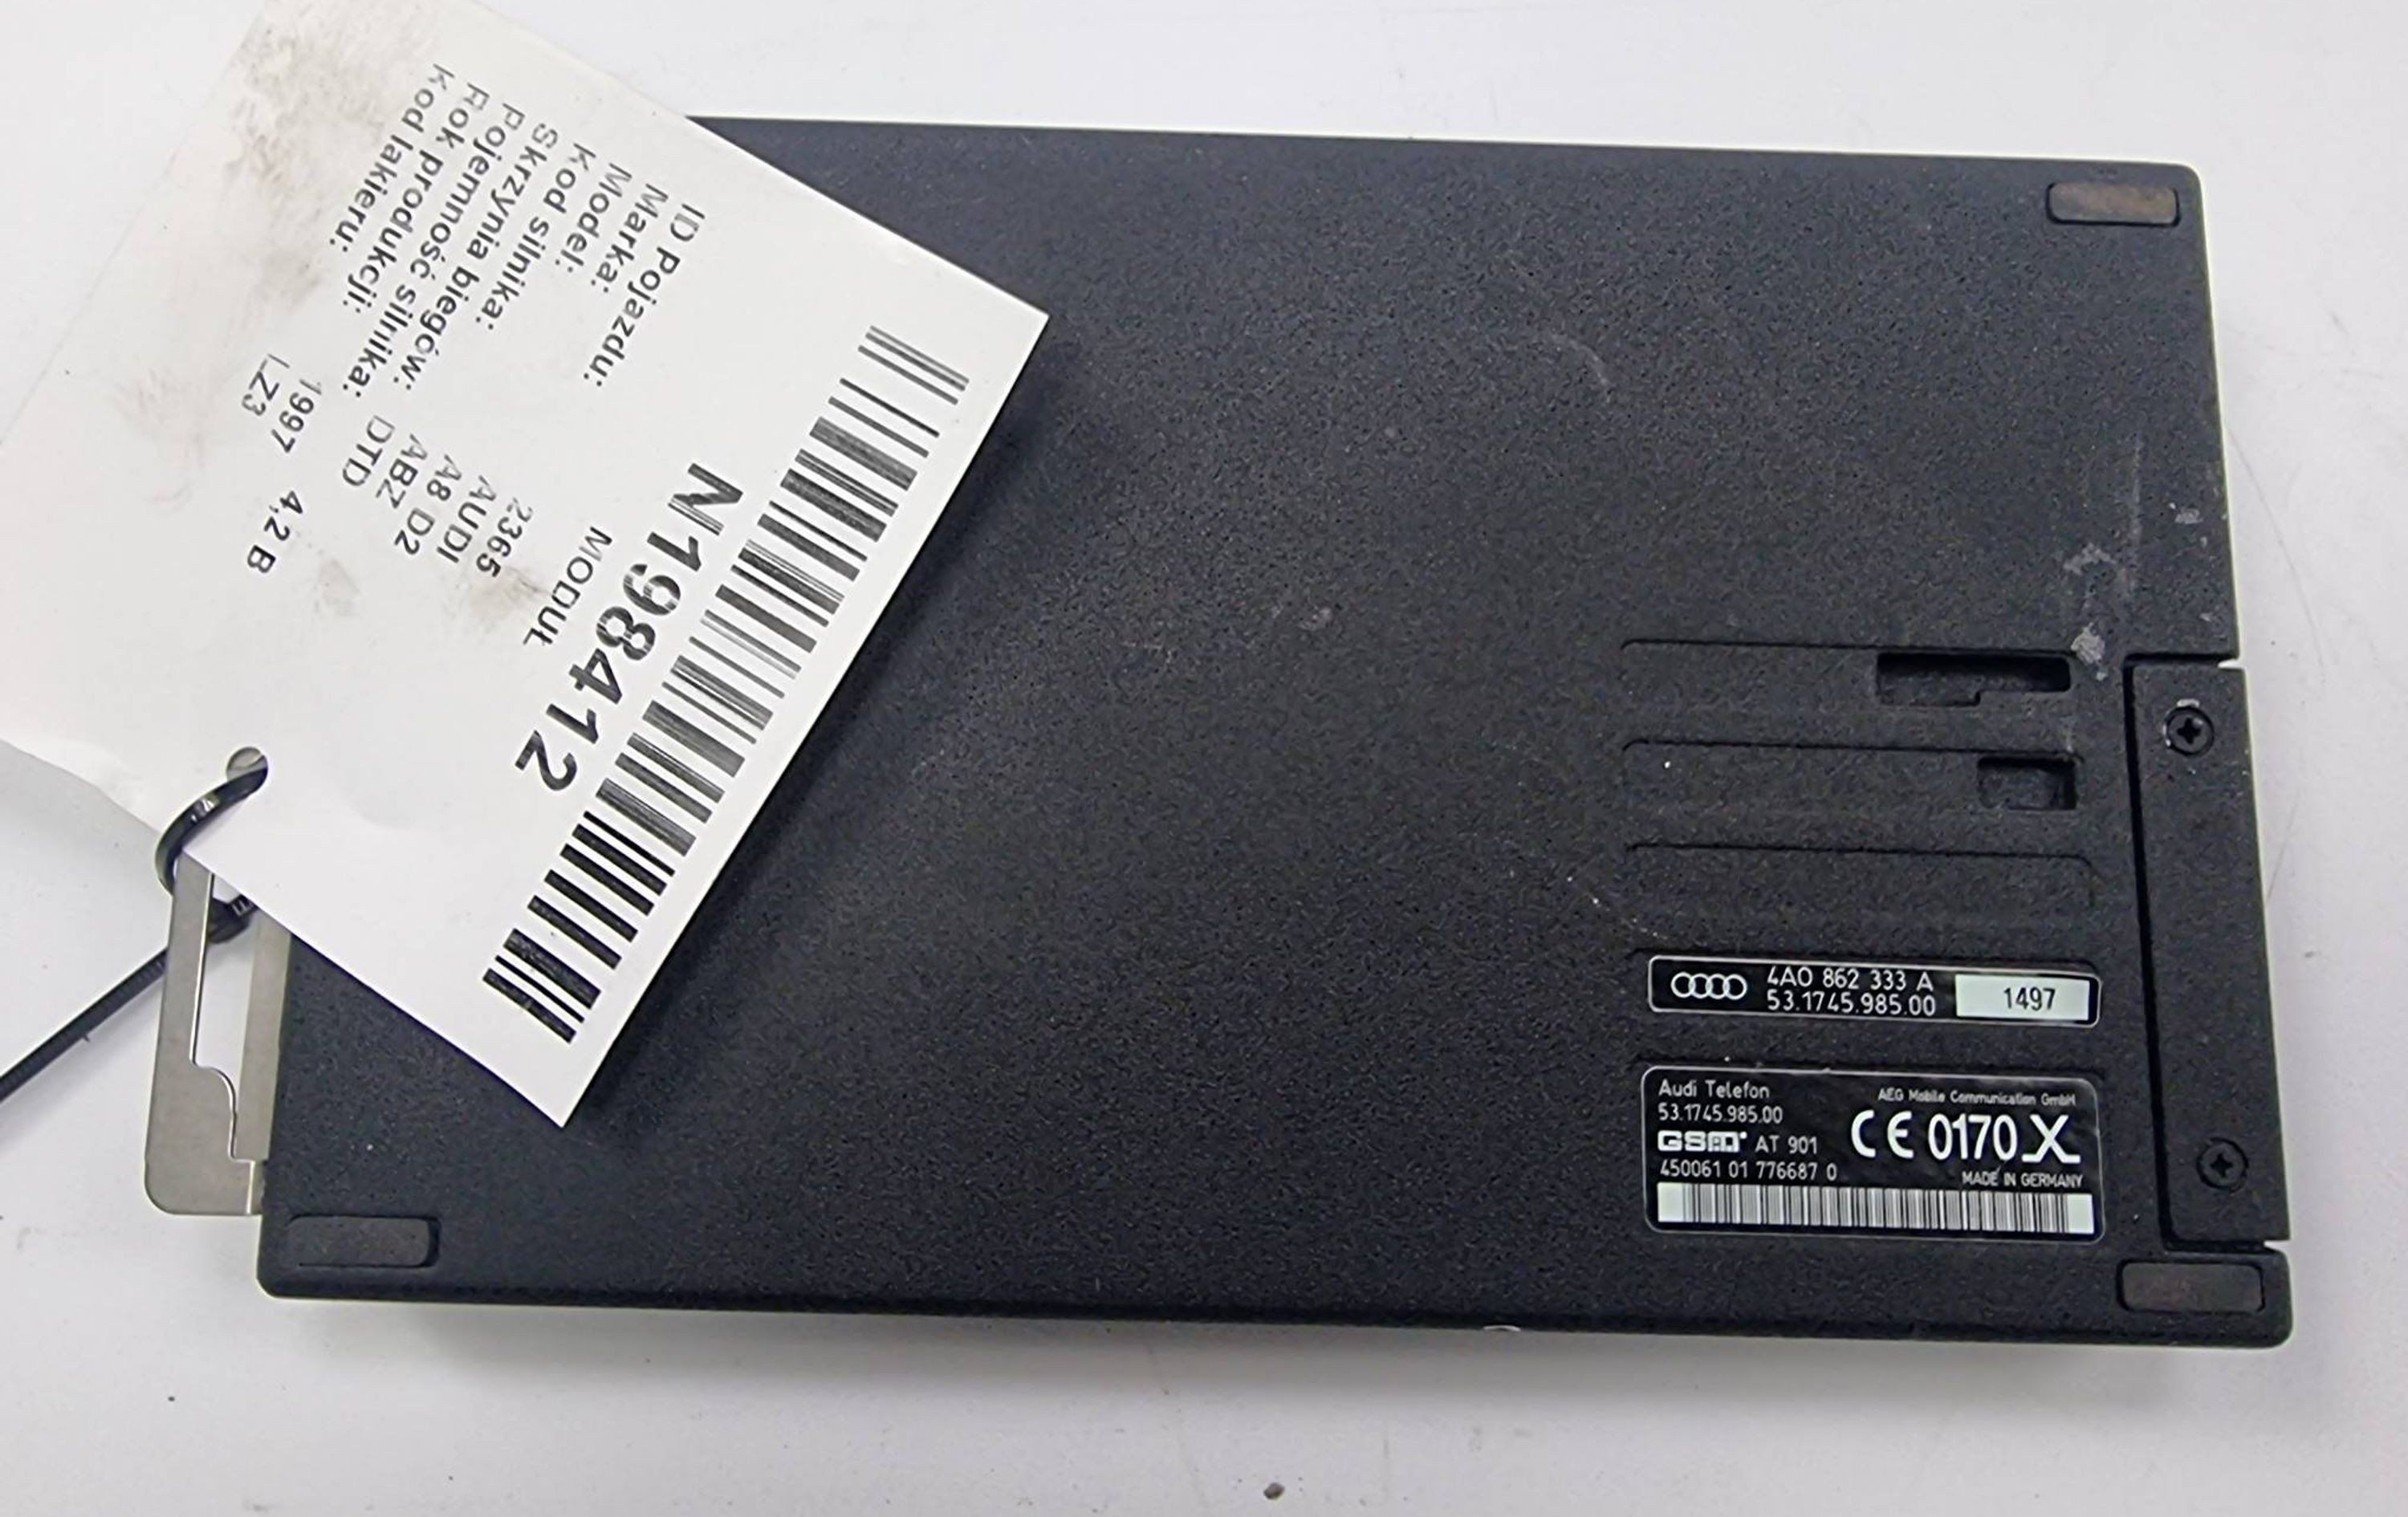 N198412
MODUŁ
ID Pojazdu: 2365
Marka: AUDI
Model: A8 D2
Kod silnika: ABZ
Skrzynia biegów: DTD
Pojemność silnika: 4,2 B
Rok produkcji: 1997
Kod lakieru: LZ3
4A0 862 333 A
53.1745.985.00
1497
Audi Telefon
AEG Mobile Communication GmbH
53.1745.985.00
GSM AT 901
CE 0170 X
450061 01 776687 0
MADE IN GERMANY